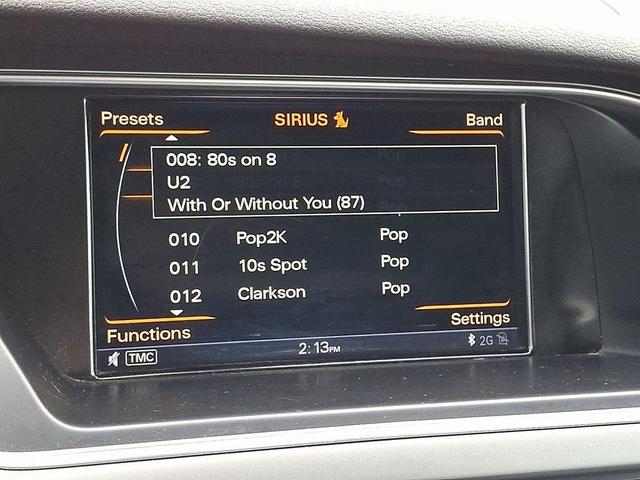 Presets SIRIUS Band
008: 80s on 8
U2
With Or Without You (87)
010 Pop2K Pop
011 10s Spot Pop
012 Clarkson Pop
Functions Settings
TMC 2:13PM 2G